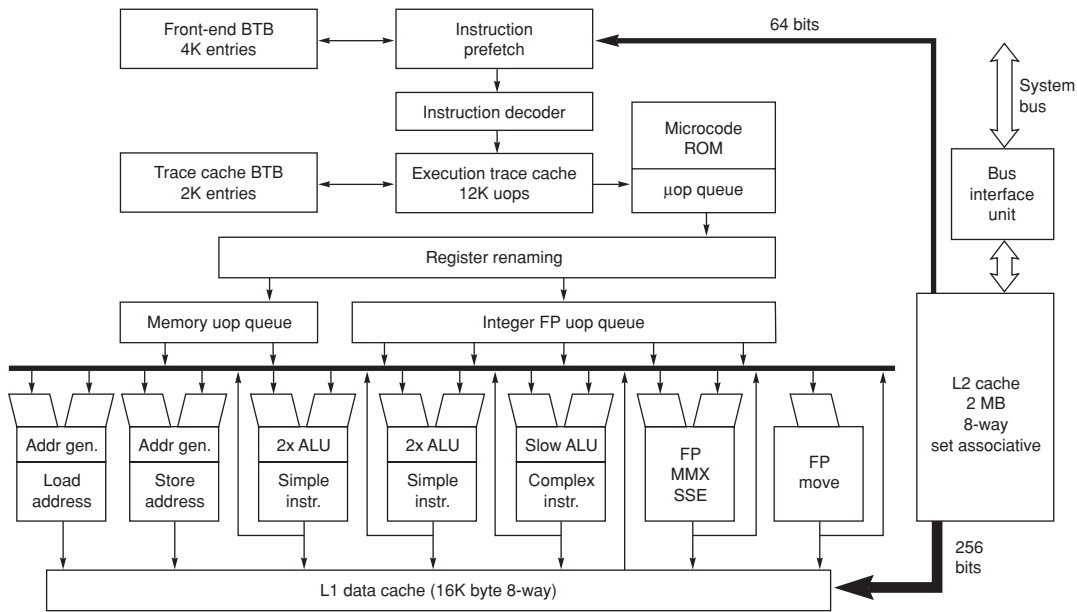 Front-end BTB
4K entries
Instruction
prefetch
64 bits
System
bus
Instruction decoder
Microcode
ROM
Trace cache BTB
2K entries
Execution trace cache
12K uops
μop queue
Bus
interface
unit
Register renaming
Memory uop queue
Integer FP uop queue
L2 cache
2 MB
8-way
set associative
Addr gen.
Load
address
Addr gen.
Store
address
2x ALU
Simple
instr.
2x ALU
Simple
instr.
Slow ALU
Complex
instr.
FP
MMX
SSE
FP
move
256
bits
L1 data cache (16K byte 8-way)